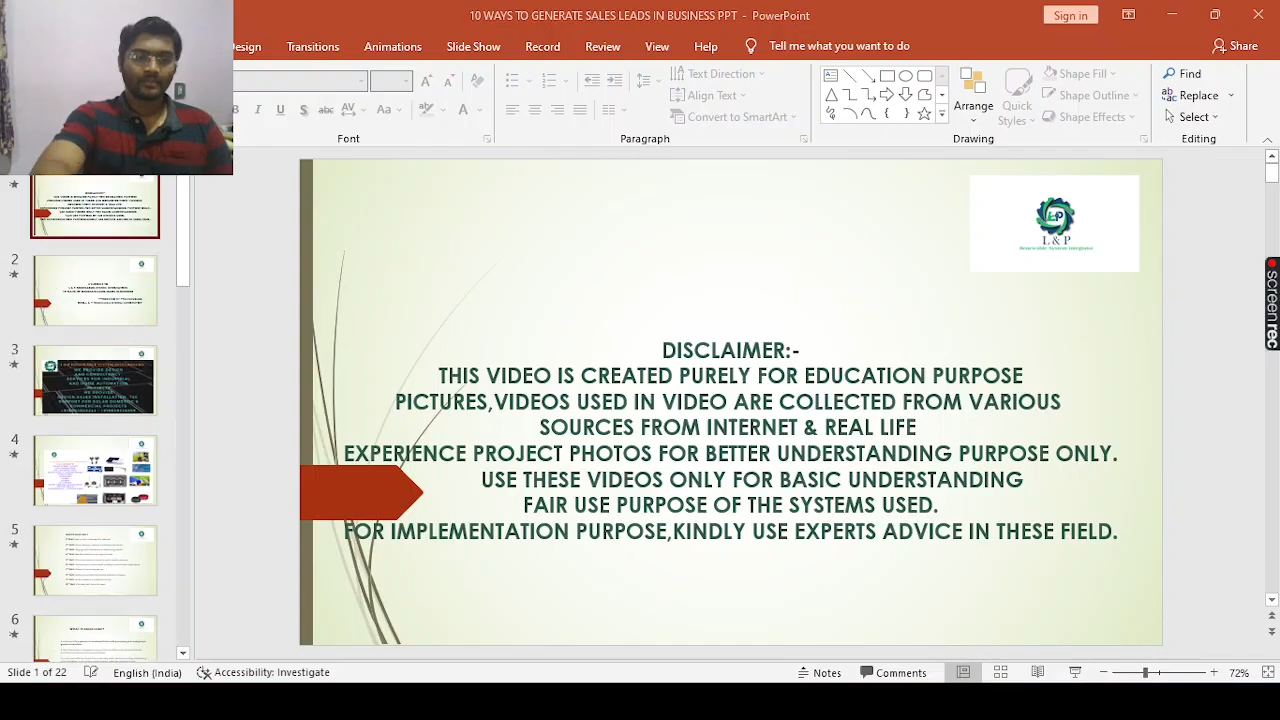 10 WAYS TO GENERATE SALES LEADS IN BUSINESS PPT - PowerPoint
Sign in
Design Transitions Animations Slide Show Record Review View Help Tell me what you want to do Share
Text Direction
Align Text
Convert to SmartArt
Arrange
Quick Styles
Shape Fill
Shape Outline
Shape Effects
Find
Replace
Select
Font Paragraph Drawing Editing
L&P
Renewable System Integrator
DISCLAIMER:-
THIS VIDEO IS CREATED PURELY FOR EDUCATION PURPOSE
PICTURES,VIDEOS USED IN VIDEO ARE COLLECTED FROM VARIOUS
SOURCES FROM INTERNET & REAL LIFE
EXPERIENCE PROJECT PHOTOS FOR BETTER UNDERSTANDING PURPOSE ONLY.
USE THESE VIDEOS ONLY FOR BASIC UNDERSTANDING
FAIR USE PURPOSE OF THE SYSTEMS USED.
FOR IMPLEMENTATION PURPOSE,KINDLY USE EXPERTS ADVICE IN THESE FIELD.
2
3
4
5
6
Screenrec
Slide 1 of 22 English (India) Accessibility: Investigate Notes Comments 72%